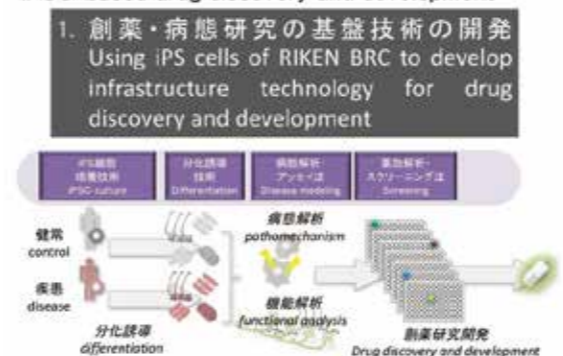 1. 創薬・病態研究の基盤技術の開発
Using iPS cells of RIKEN BRC to develop
infrastructure technology for drug
discovery and development
iPS細胞
培養技術
iPSC culture
分化誘導
技術
Differentiation
病態解析・
アッセイ法
Disease modeling
薬効解析・
スクリーニング法
Screening
健常
control
疾患
disease
分化誘導
differentiation
病態解析
pathomechanism
機能解析
functional analysis
創薬研究開発
Drug discovery and development